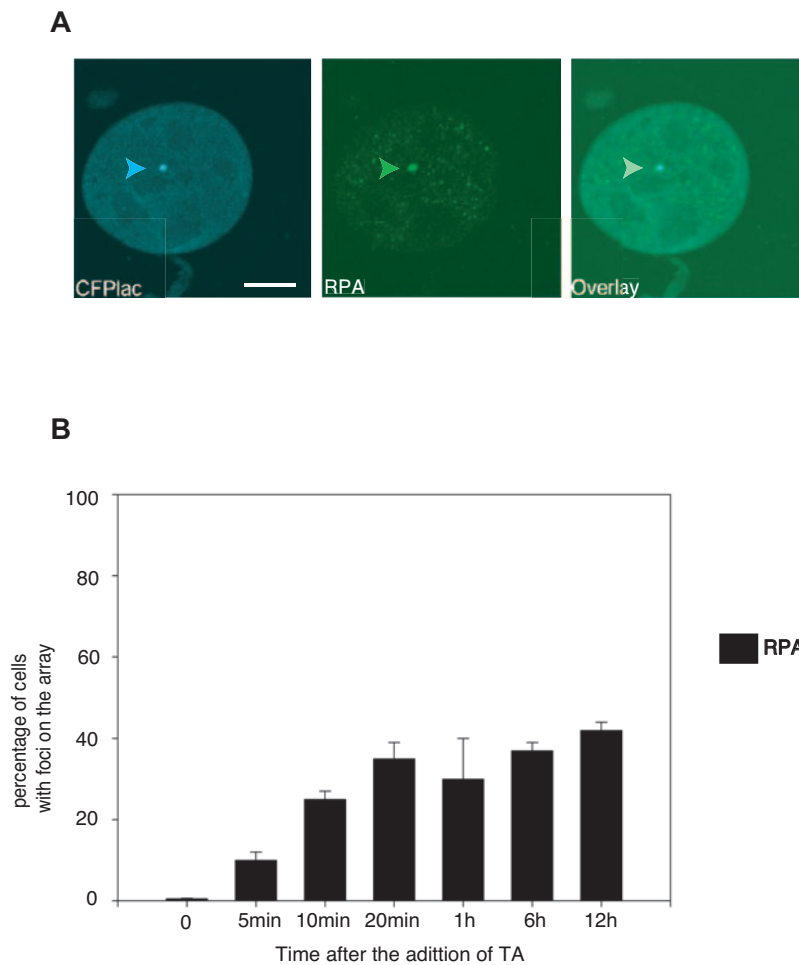 A
CFPlac
RPA
Overlay
B
100
80
60
40
20
0
percentage of cells
with foci on the array
0 5min 10min 20min 1h 6h 12h
Time after the adittion of TA
RPA